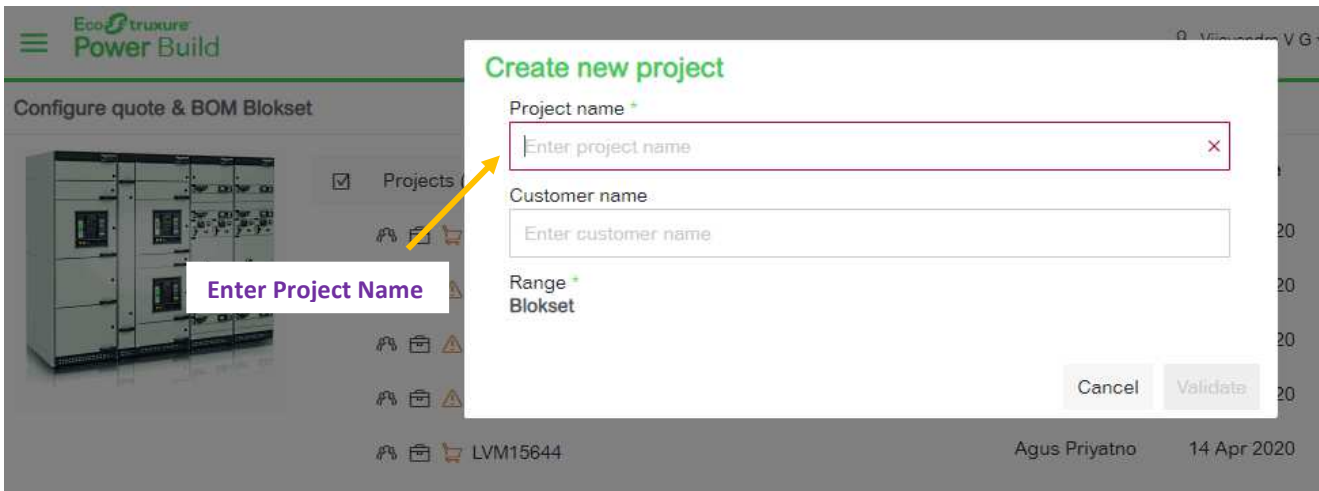 EcoStruxure
Power Build
V G
Create new project
Configure quote & BOM Blokset
Project name *
Enter project name
Projects (
Customer name
Enter customer name
20
Enter Project Name
Range *
Blokset
20
20
Cancel
Validate
20
LVM15644
Agus Priyatno
14 Apr 2020